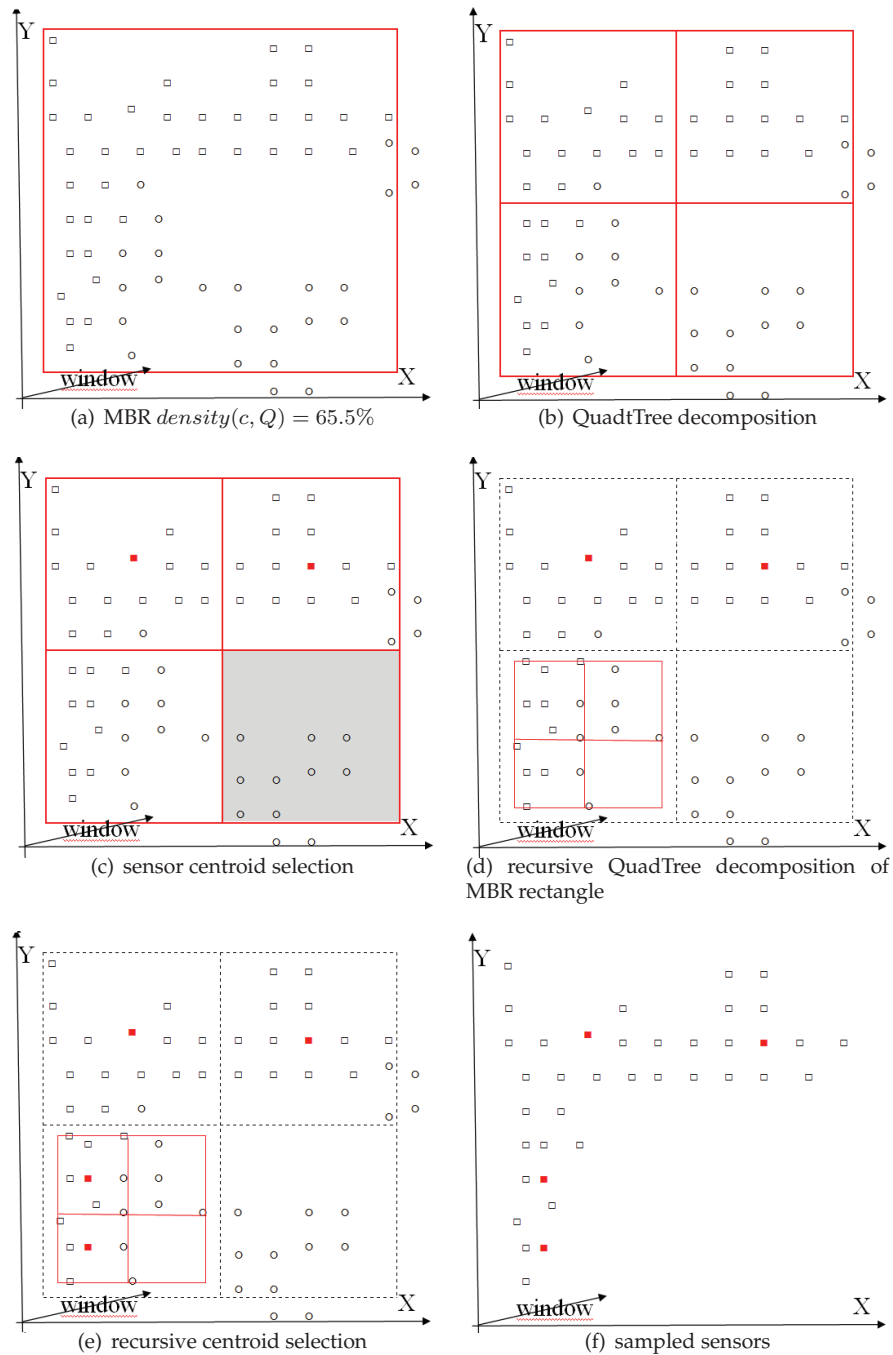 Y
X
window
(a) MBR density(c, Q) = 65.5%
Y
X
window
(b) QuadtTree decomposition
Y
X
window
(c) sensor centroid selection
Y
X
window
(d) recursive QuadTree decomposition of
MBR rectangle
Y
X
window
(e) recursive centroid selection
Y
X
window
(f) sampled sensors